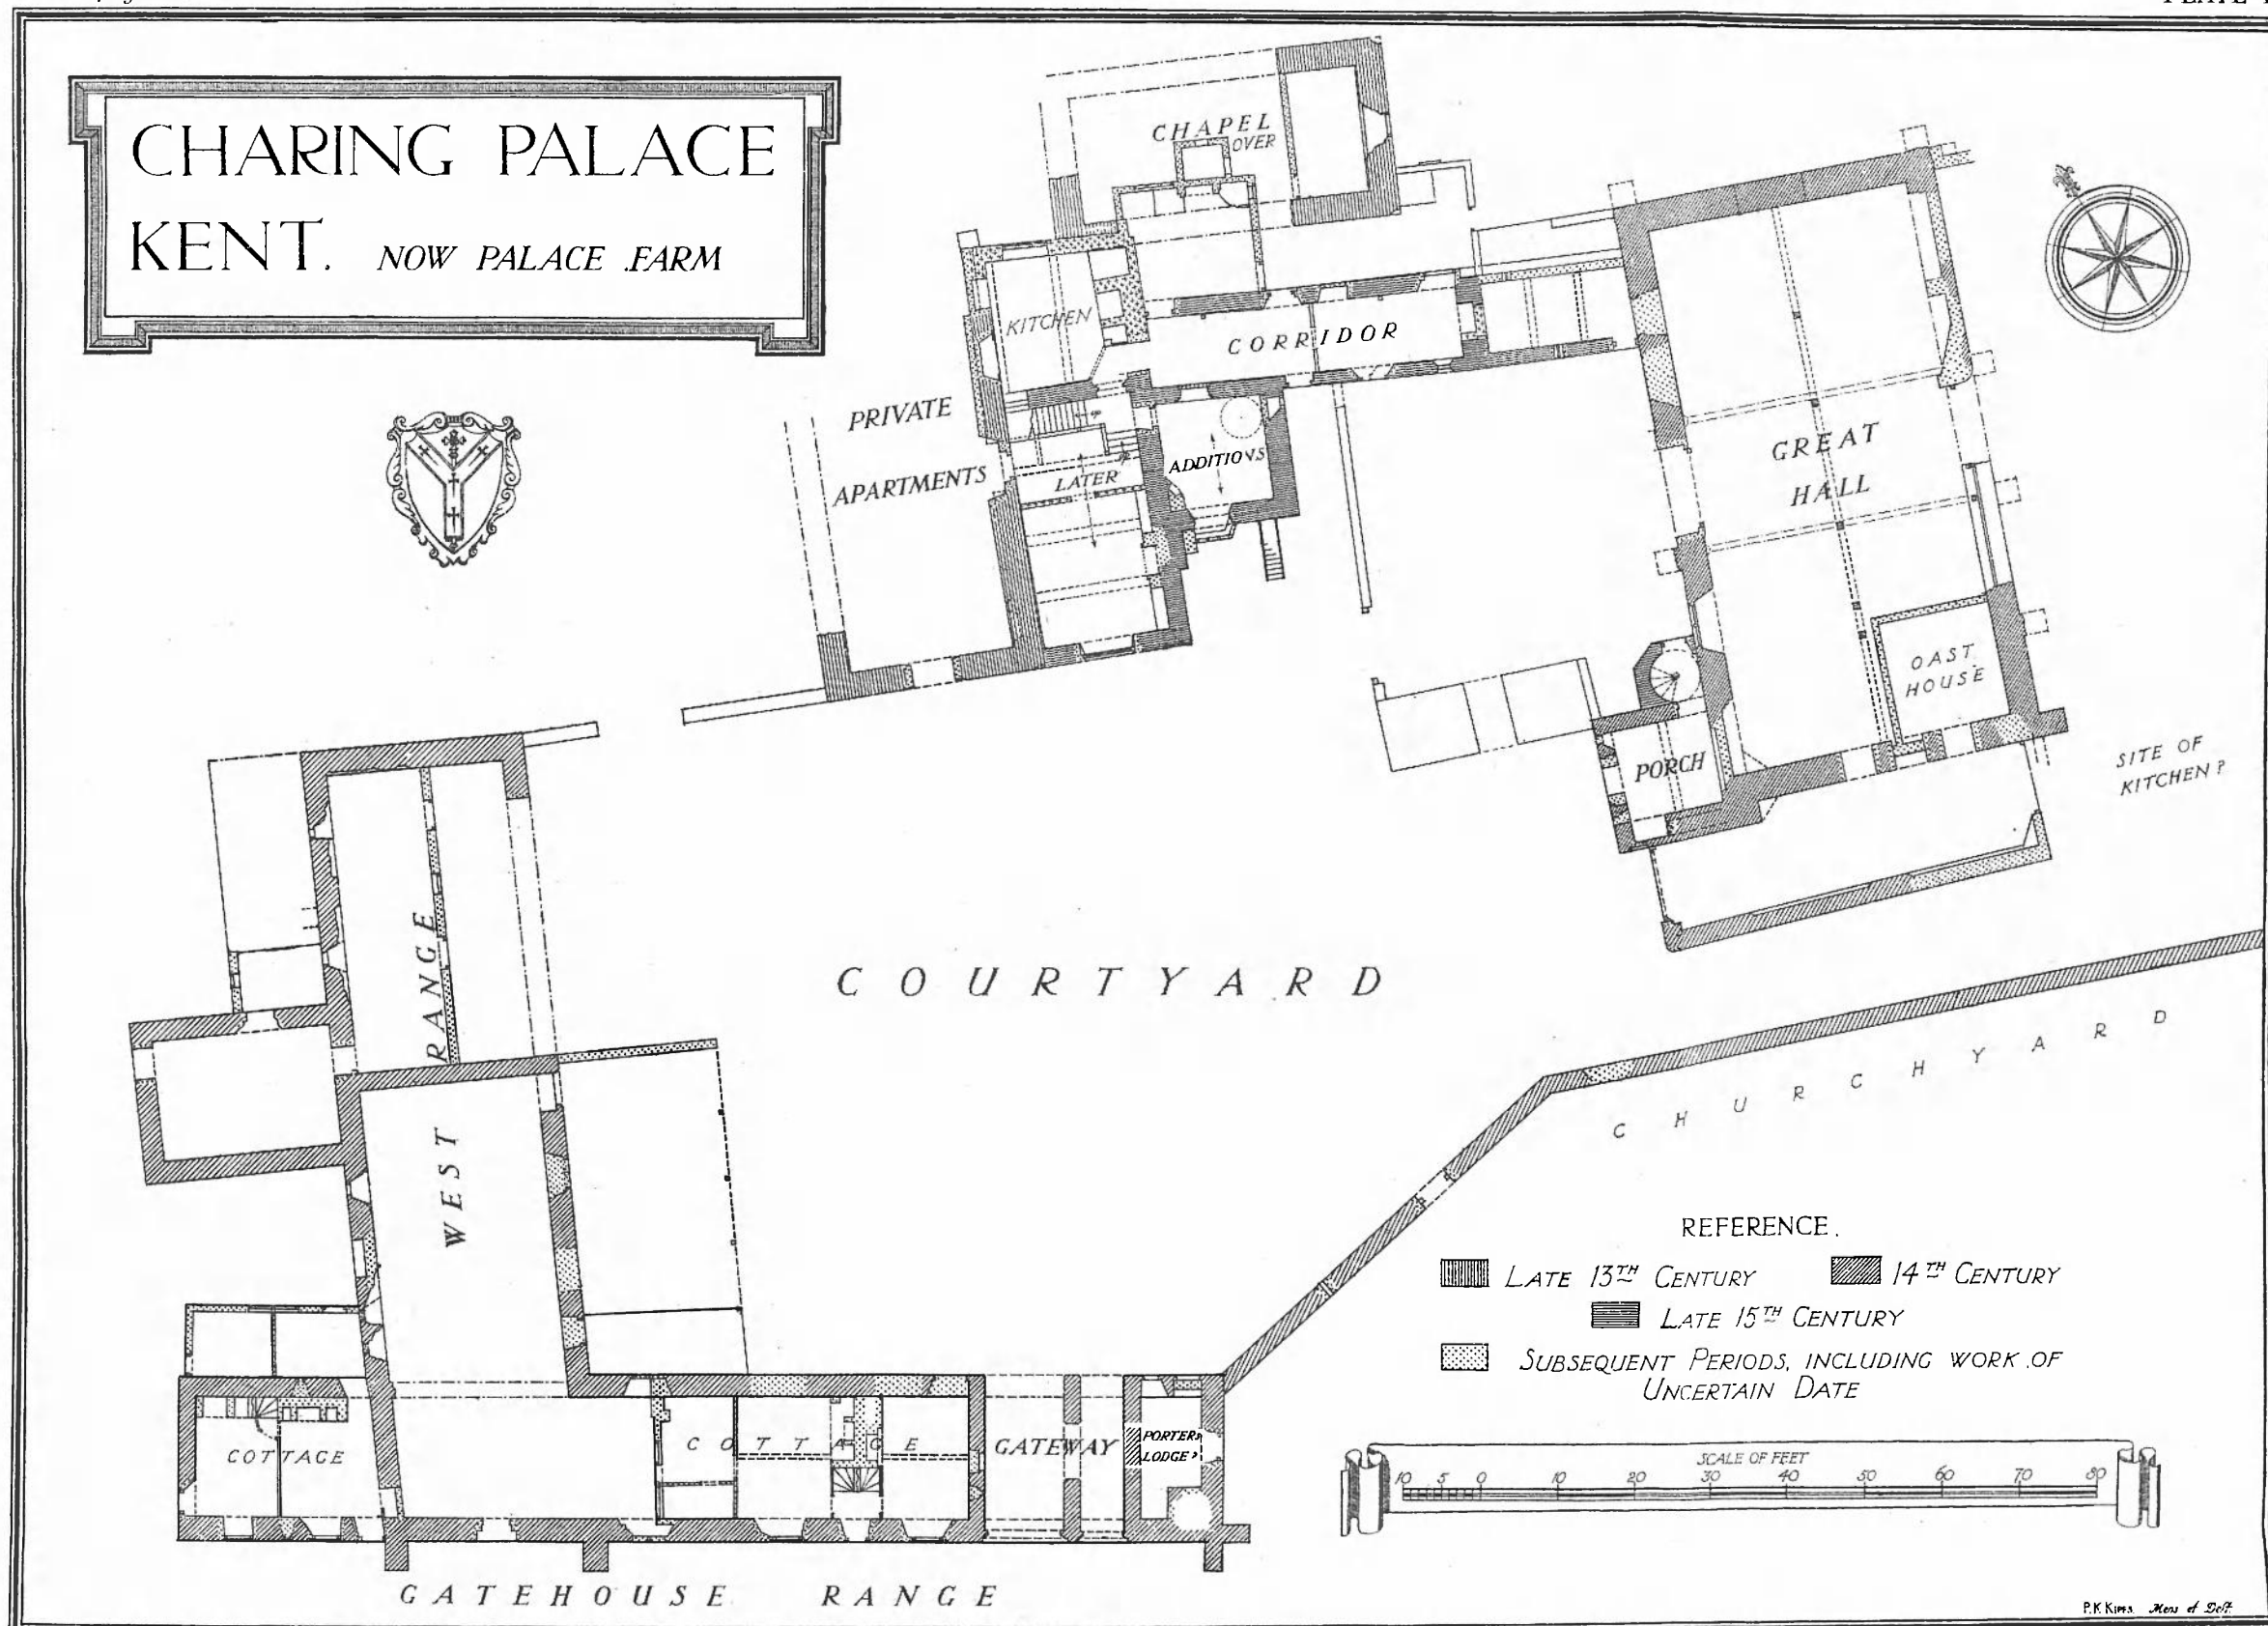 CHARING PALACE
KENT. NOW PALACE FARM
CHAPEL
OVER
KITCHEN
CORRIDOR
PRIVATE
APARTMENTS
LATER
ADDITIONS
GREAT
HALL
OAST
HOUSE
PORCH
SITE OF
KITCHEN?
COURTYARD
WEST RANGE
CHURCHYARD
COTTAGE
COTTAGE
GATEWAY
PORTERS
LODGE?
GATEHOUSE RANGE
REFERENCE.
LATE 13TH CENTURY
14TH CENTURY
LATE 15TH CENTURY
SUBSEQUENT PERIODS, INCLUDING WORK OF
UNCERTAIN DATE
SCALE OF FEET
10 5 0 10 20 30 40 50 60 70 80
P.K. KIPPS. Mens et Delt.